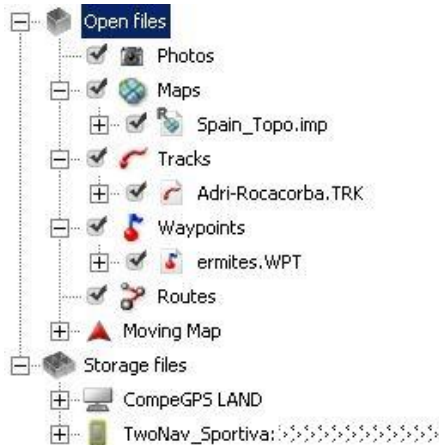 Open files
Photos
Maps
R
Spain_Topo.imp
Tracks
Adri-Rocacorba.TRK
Waypoints
ermites.WPT
Routes
Moving Map
Storage files
CompeGPS LAND
TwoNav_Sportiva: